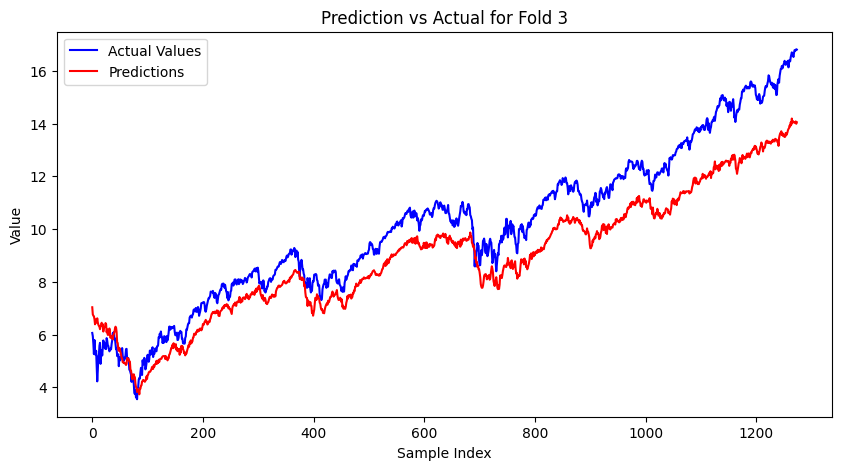 Prediction vs Actual for Fold 3
Actual Values
Predictions
Value
16
14
12
10
8
6
4
0
200
400
600
800
1000
1200
Sample Index